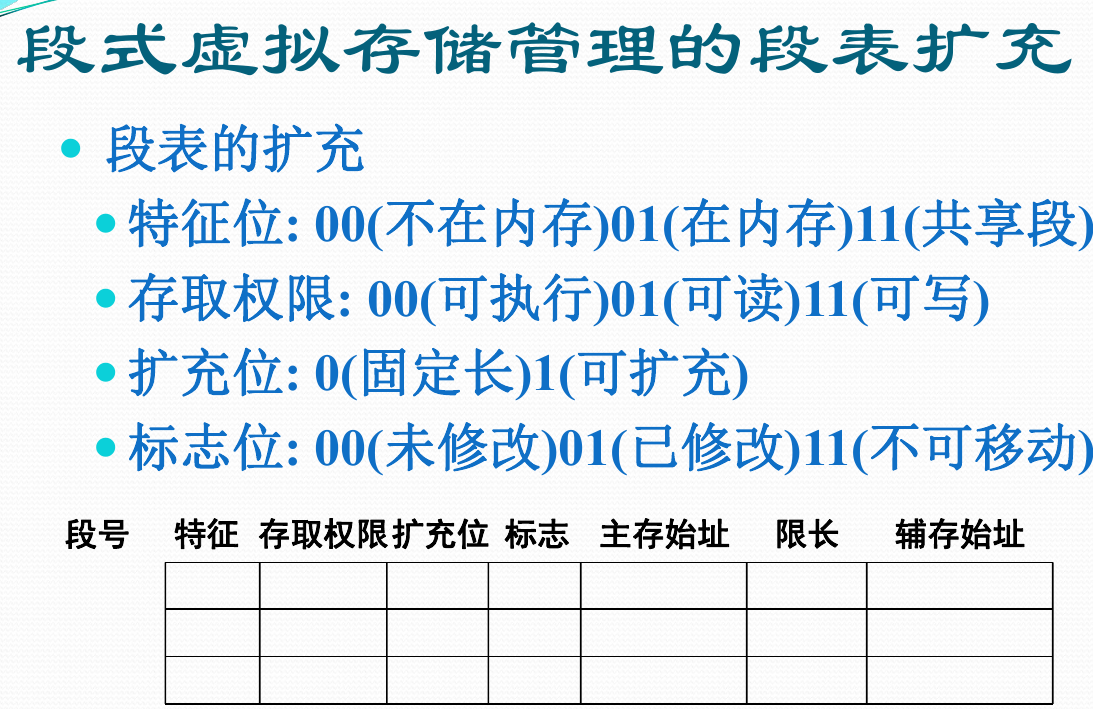 段式虚拟存储管理的段表扩充
• 段表的扩充
• 特征位: 00(不在内存)01(在内存)11(共享段)
• 存取权限: 00(可执行)01(可读)11(可写)
• 扩充位: 0(固定长)1(可扩充)
• 标志位: 00(未修改)01(已修改)11(不可移动)
段号 特征 存取权限 扩充位 标志 主存始址 限长 辅存始址